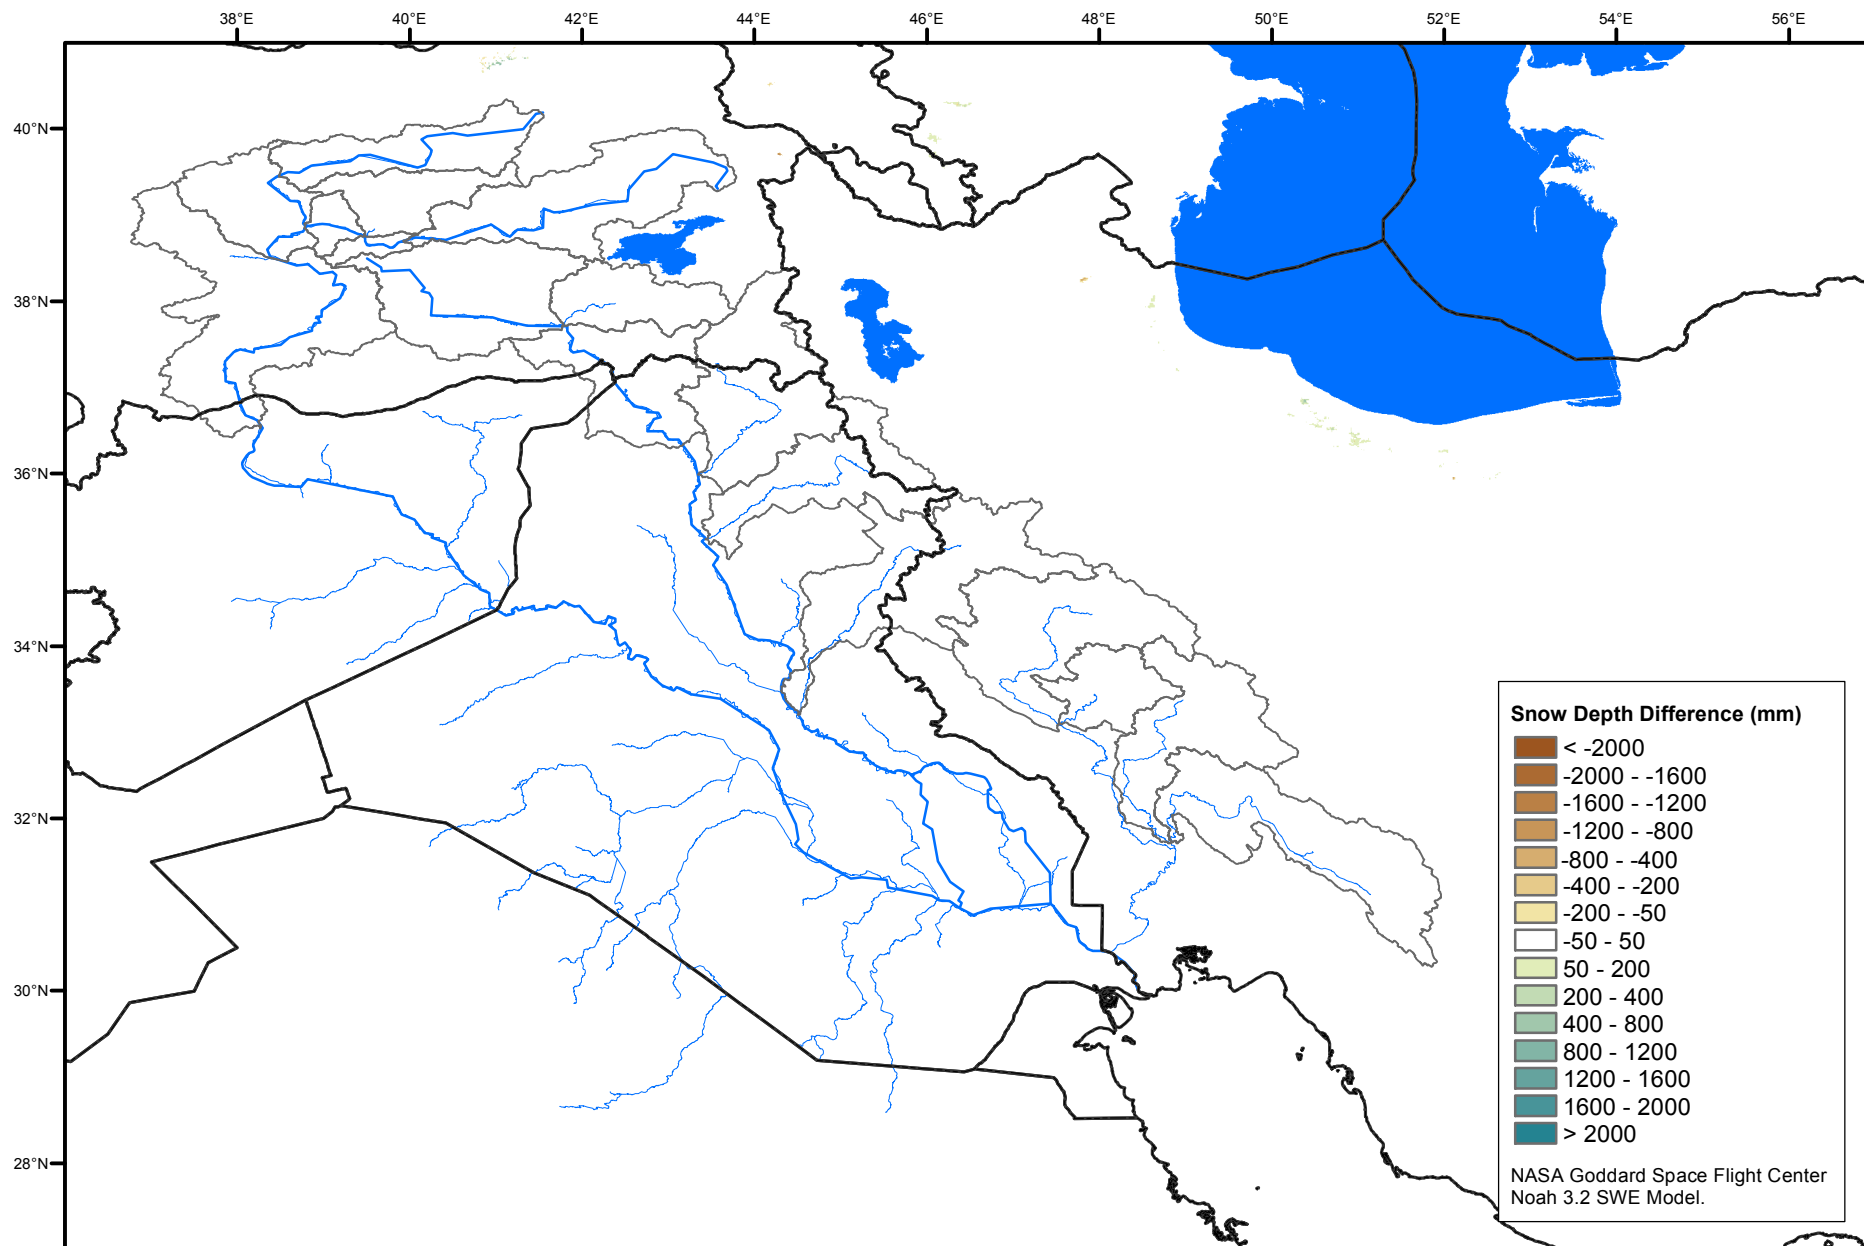 38°E 40°E 42°E 44°E 46°E 48°E 50°E 52°E 54°E 56°E
40°N
38°N
36°N
34°N
32°N
30°N
28°N
Snow Depth Difference (mm)
< -2000
-2000 - -1600
-1600 - -1200
-1200 - -800
-800 - -400
-400 - -200
-200 - -50
-50 - 50
50 - 200
200 - 400
400 - 800
800 - 1200
1200 - 1600
1600 - 2000
> 2000
NASA Goddard Space Flight Center
Noah 3.2 SWE Model.